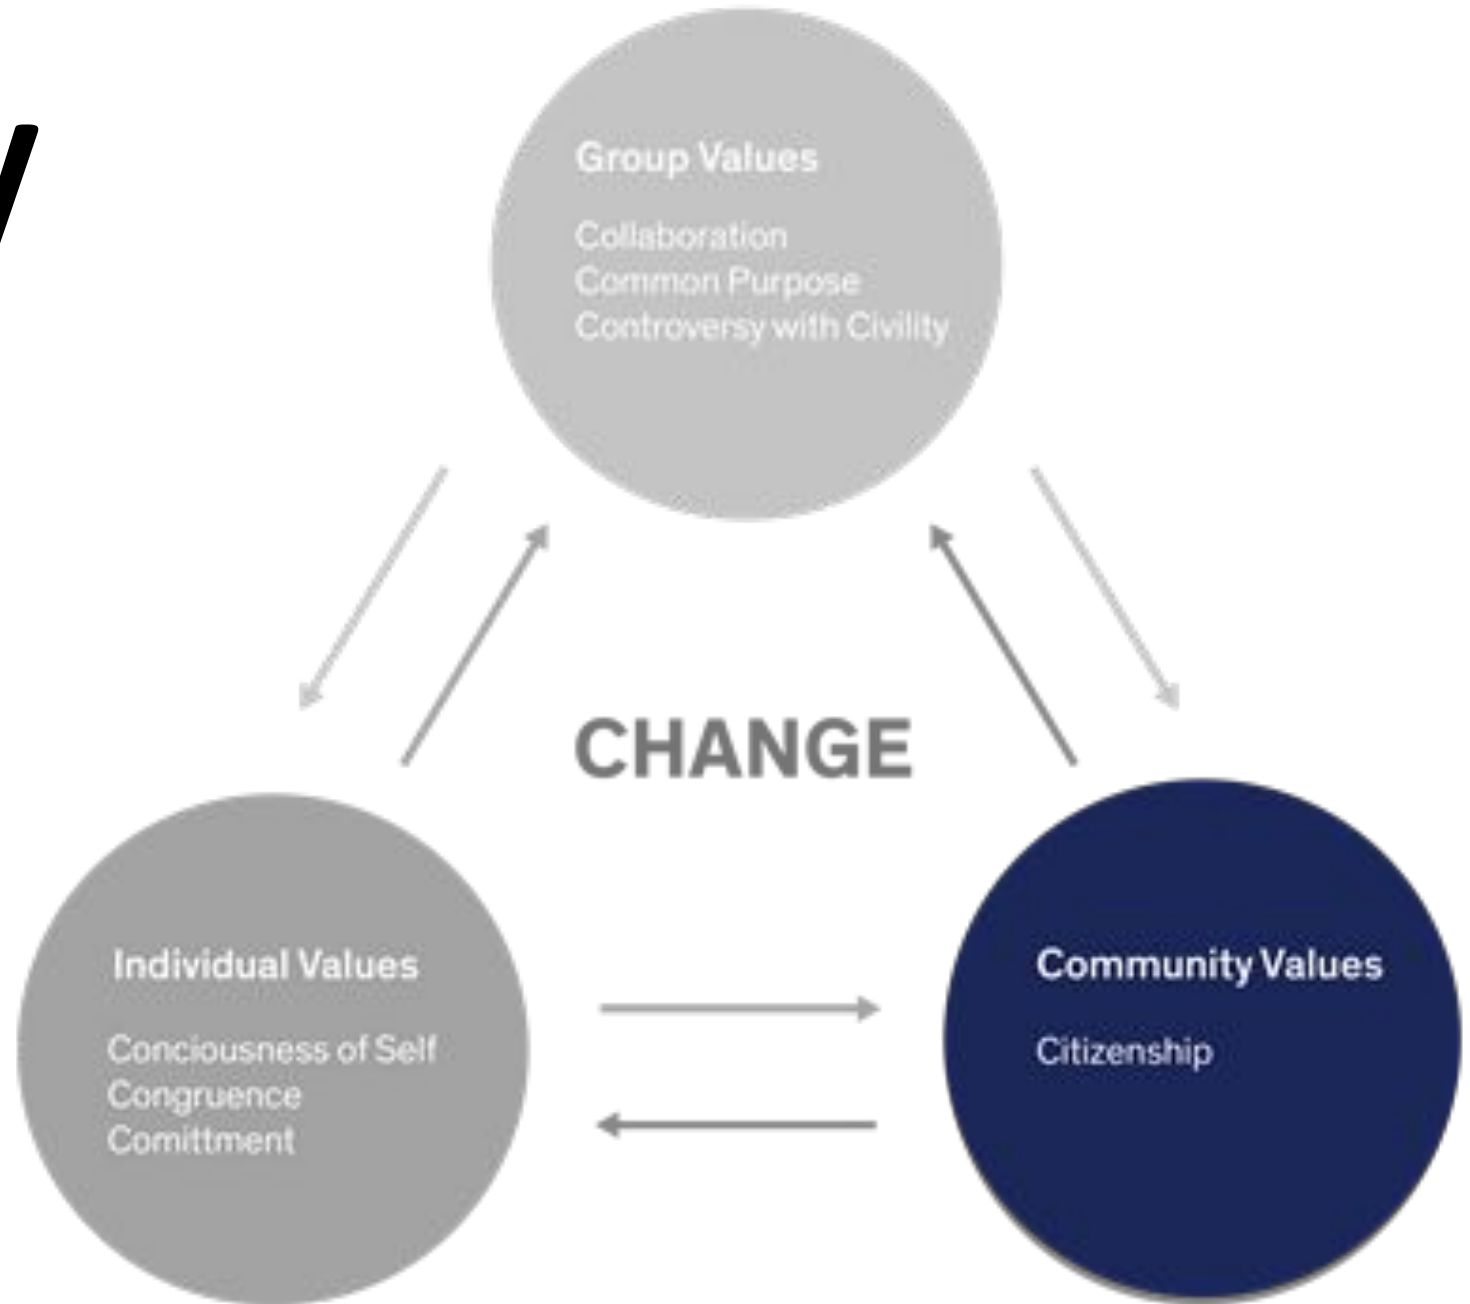 Group Values
Collaboration
Common Purpose
Controversy with Civility
CHANGE
Individual Values
Conciousness of Self
Congruence
Comittment
Community Values
Citizenship